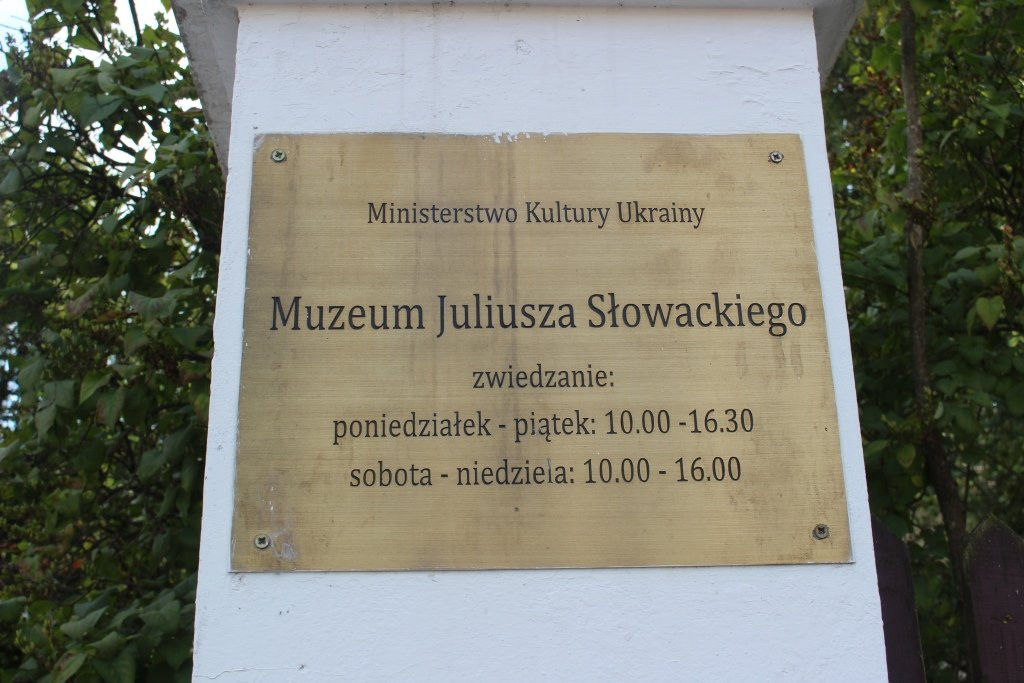 Ministerstwo Kultury Ukrainy
Muzeum Juliusza Słowackiego
zwiedzanie:
poniedziałek - piątek: 10.00 -16.30
sobota - niedziela: 10.00 - 16.00